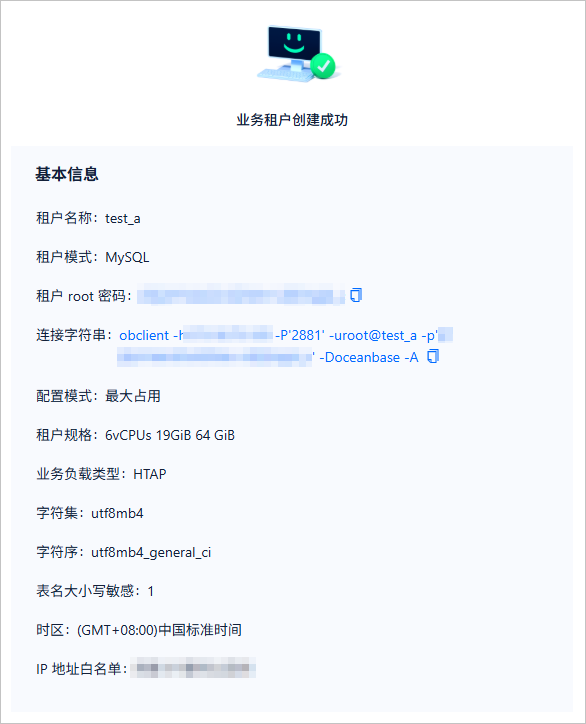 业务租户创建成功
基本信息
租户名称：test_a
租户模式：MySQL
租户 root 密码：
连接字符串：obclient -h -P'2881' -uroot@test_a -p'
' -Doceanbase -A
配置模式：最大占用
租户规格：6vCPUs 19GiB 64 GiB
业务负载类型：HTAP
字符集：utf8mb4
字符序：utf8mb4_general_ci
表名大小写敏感：1
时区：(GMT+08:00)中国标准时间
IP 地址白名单：